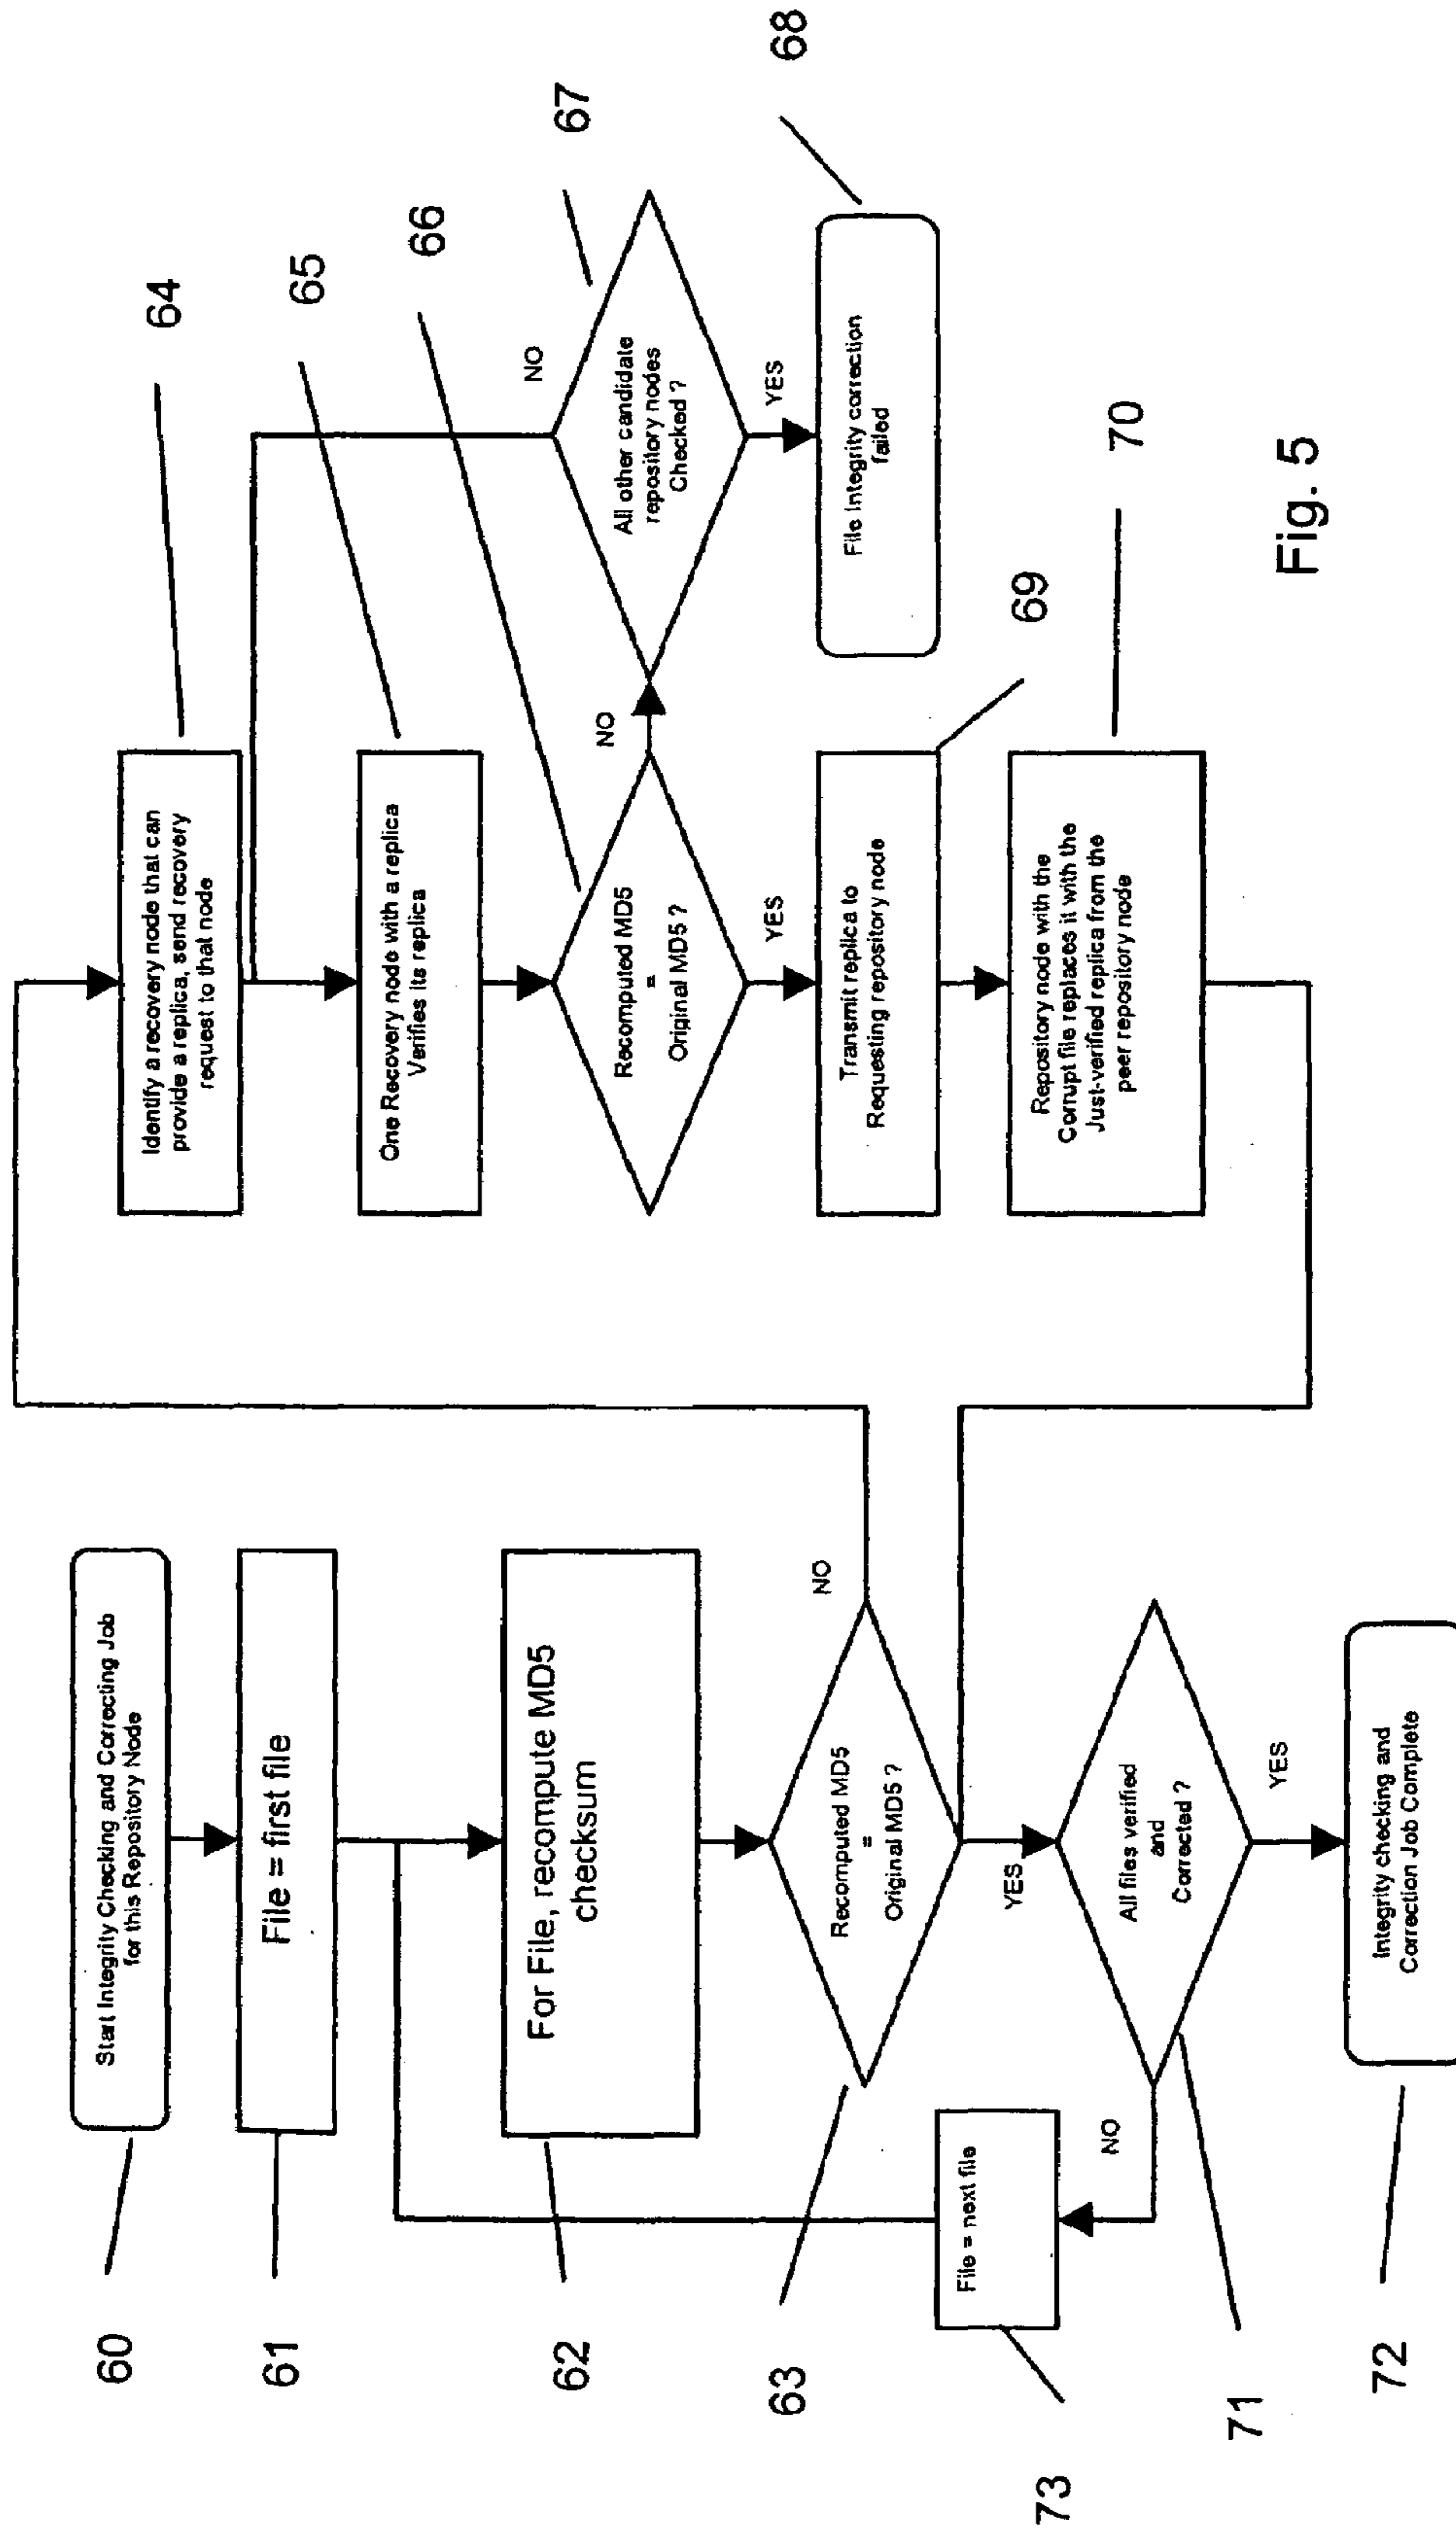 60
Start Integrity Checking and Correcting Job
for this Repository Node
61
File = first file
62
For File, recompute MD5
checksum
63
Recomputed MD5
=
Original MD5 ?
NO
YES
73
File = next file
NO
71
All files verified
and
Corrected ?
YES
72
Integrity checking and
Correction Job Complete
64
Identify a recovery node that can
provide a replica, send recovery
request to that node
65
One Recovery node with a replica
Verifies Its replica
66
Recomputed MD5
=
Original MD5 ?
NO
YES
67
All other candidate
repository nodes
Checked ?
NO
YES
68
File Integrity correction
failed
69
Transmit replica to
Requesting repository node
70
Repository node with the
Corrupt file replaces it with the
Just-verified replica from the
peer repository node
Fig. 5